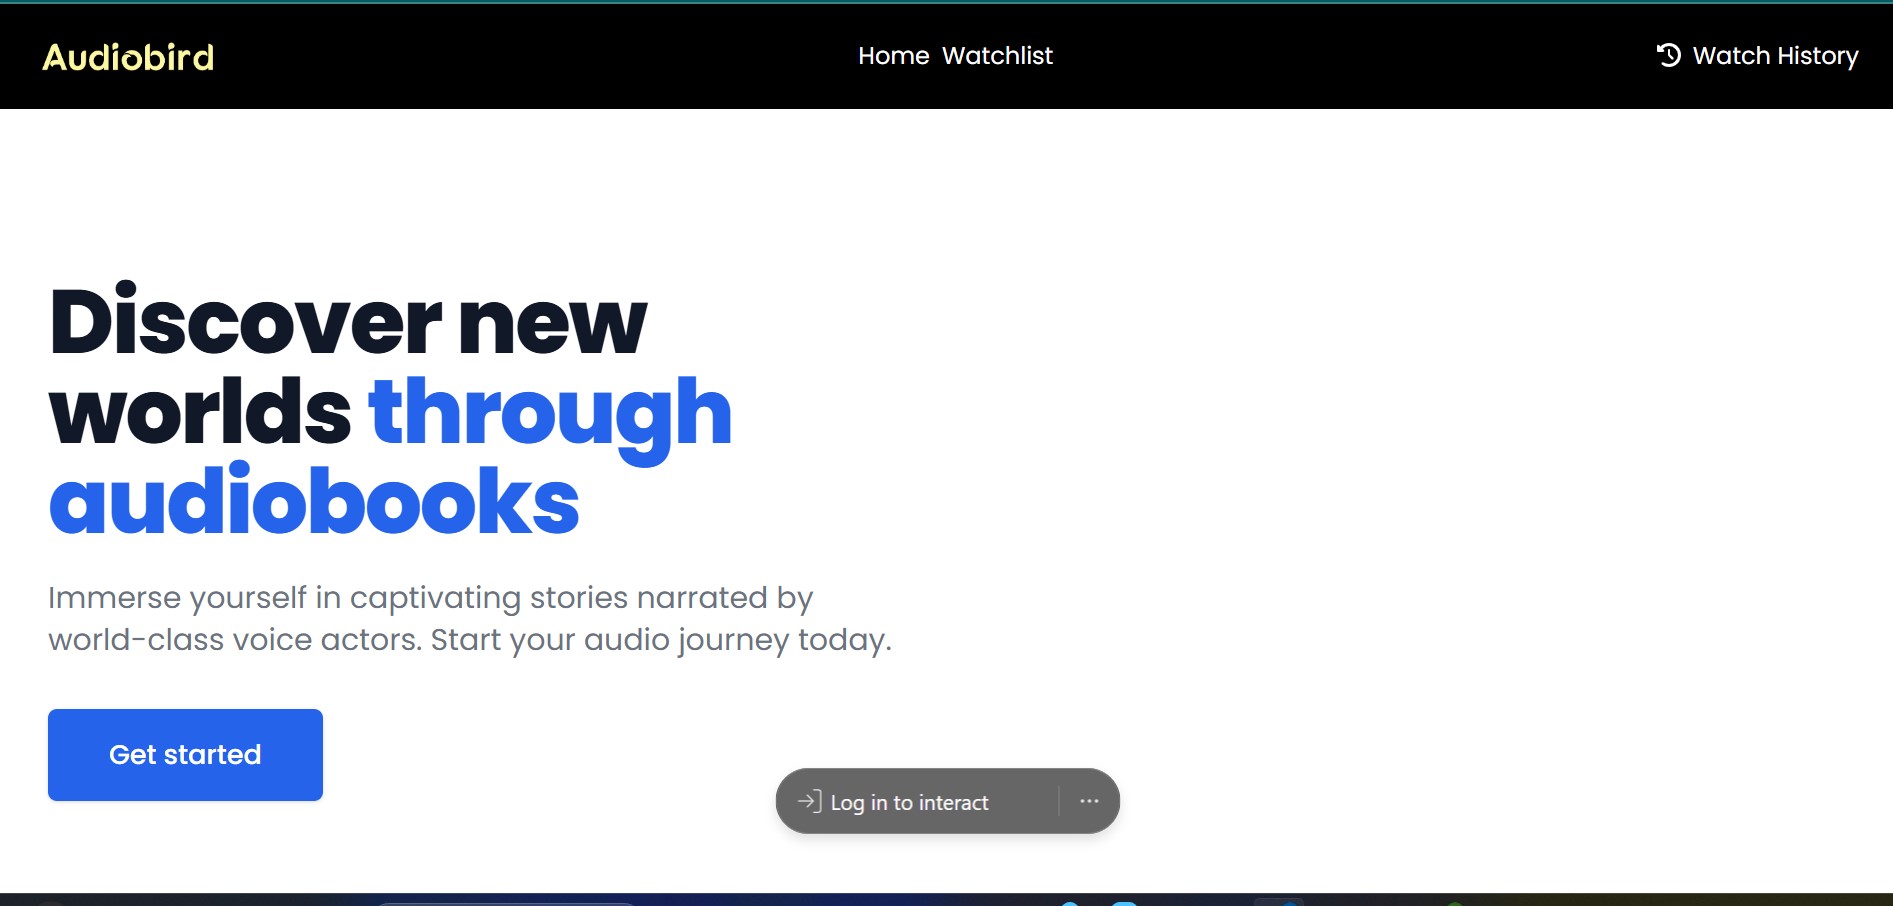 Audiobird
Home Watchlist
Watch History
Discover new
worlds through
audiobooks
Immerse yourself in captivating stories narrated by
world-class voice actors. Start your audio journey today.
Get started
Log in to interact